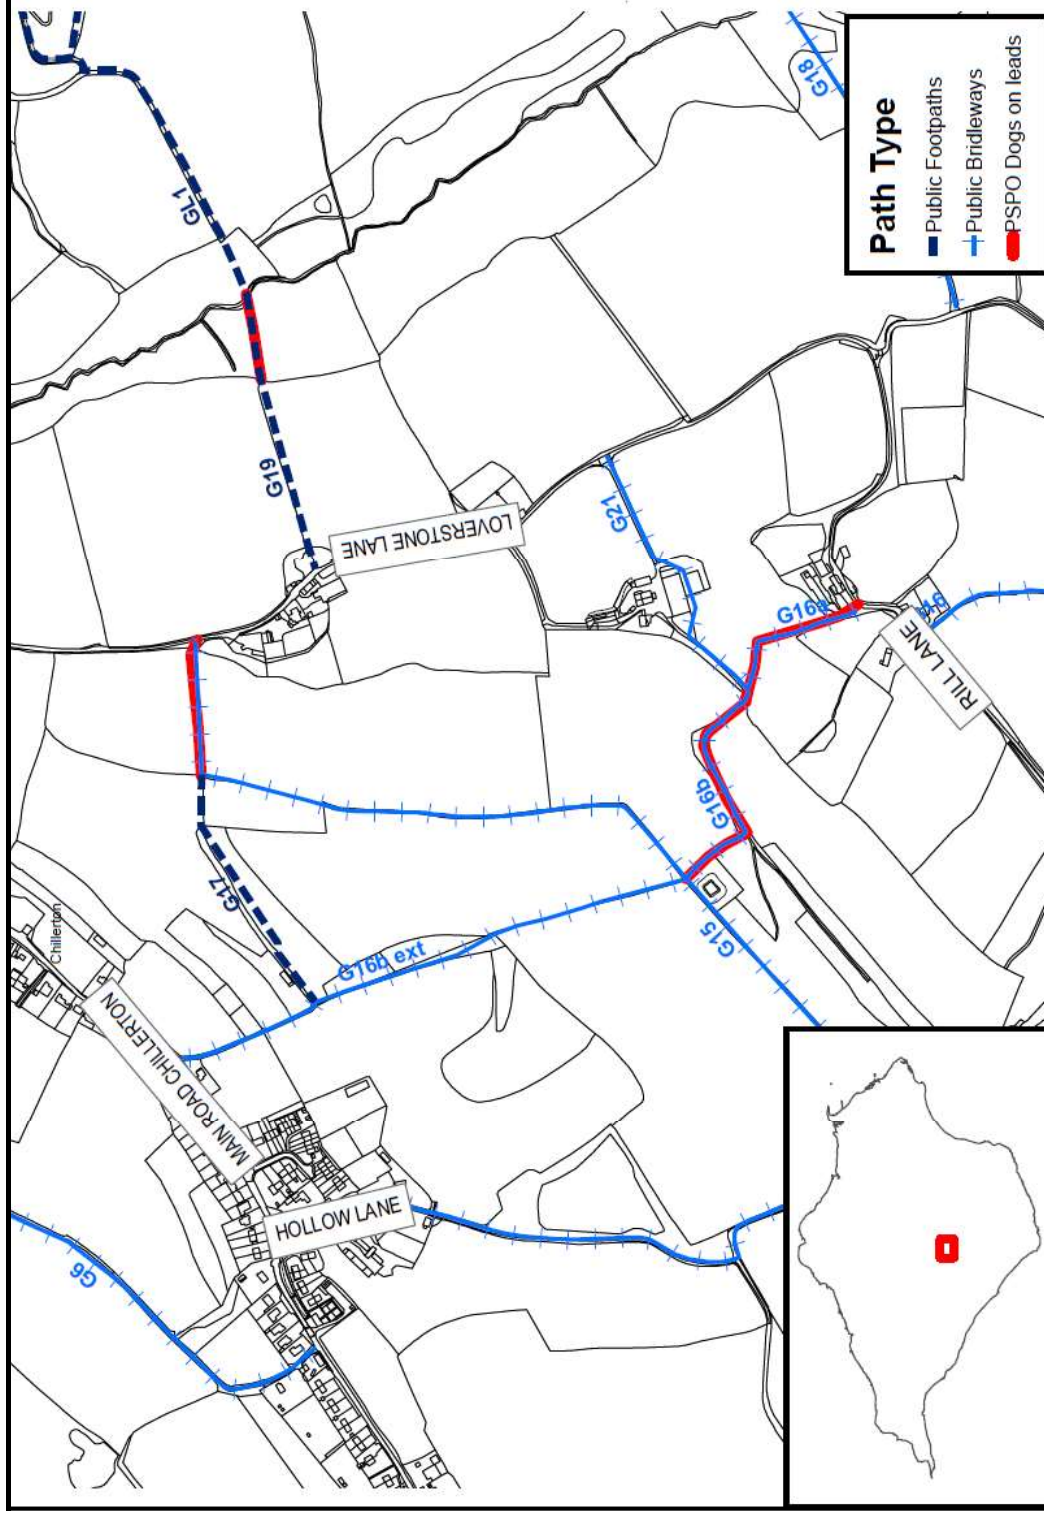 G18
Path Type
Public Footpaths
Public Bridleways
PSPO Dogs on leads
GL1
G19
LOVERSTONE LANE
G21
G16a
RILL LANE
G16b
G17
Chillerton
G16b ext
G15
MAIN ROAD CHILLERTON
HOLLOW LANE
G6